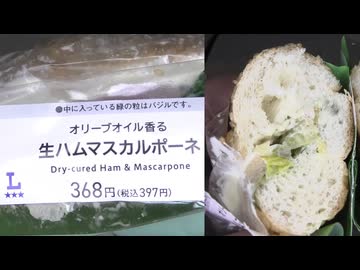 ●中に入っている緑の粒はバジルです。
オリーブオイル香る
生ハムマスカルポーネ
Dry-cured Ham & Mascarpone
L
★★★
368円(税込397円)